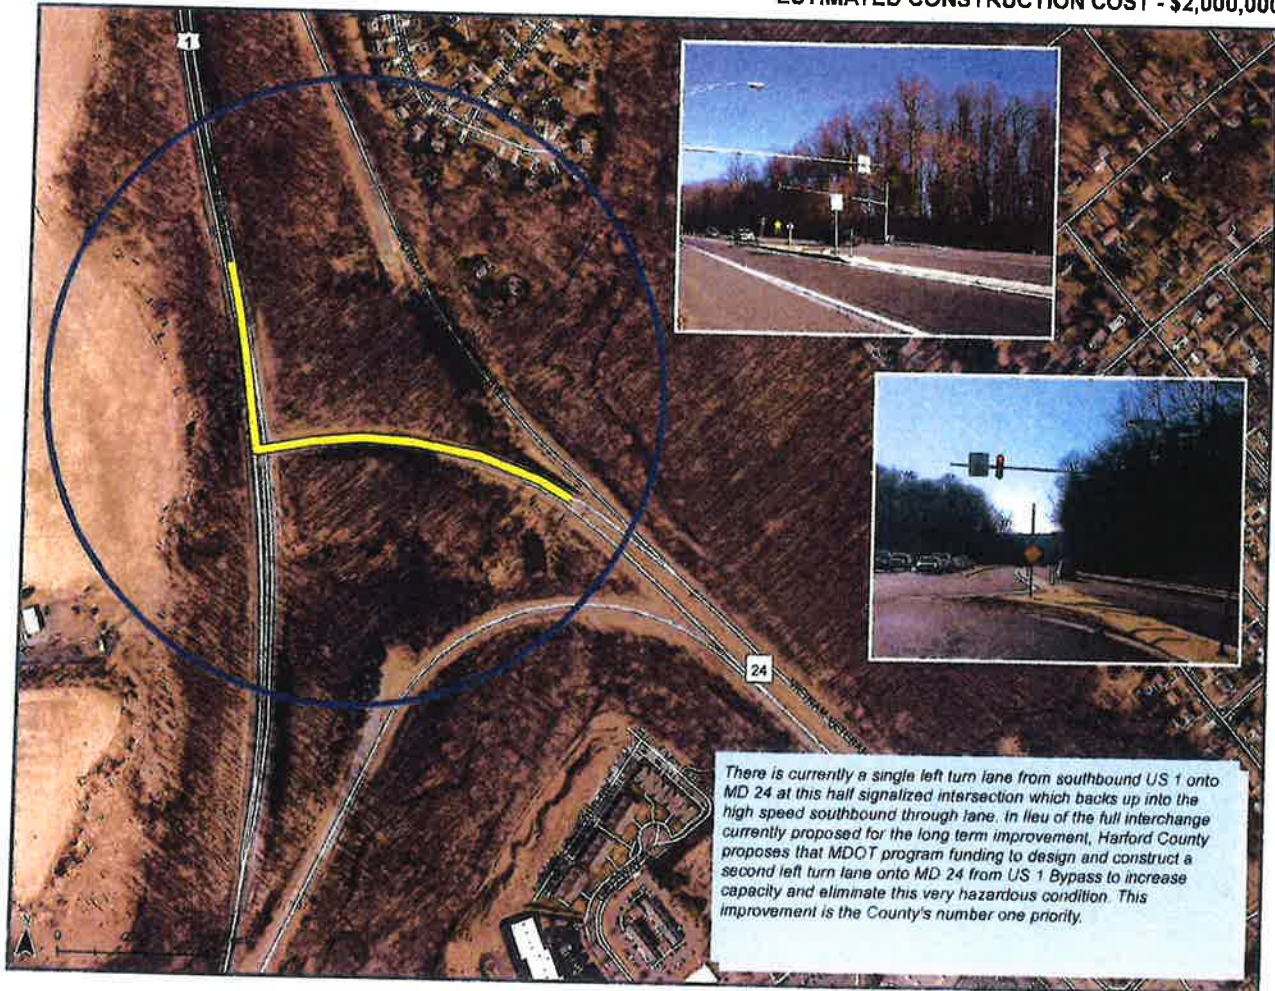 ESTIMATED CONSTRUCTION COST - $2,000,000
1
24
There is currently a single left turn lane from southbound US 1 onto
MD 24 at this half signalized intersection which backs up into the
high speed southbound through lane. In lieu of the full interchange
currently proposed for the long term improvement, Harford County
proposes that MDOT program funding to design and construct a
second left turn lane onto MD 24 from US 1 Bypass to increase
capacity and eliminate this very hazardous condition. This
improvement is the County's number one priority.
0